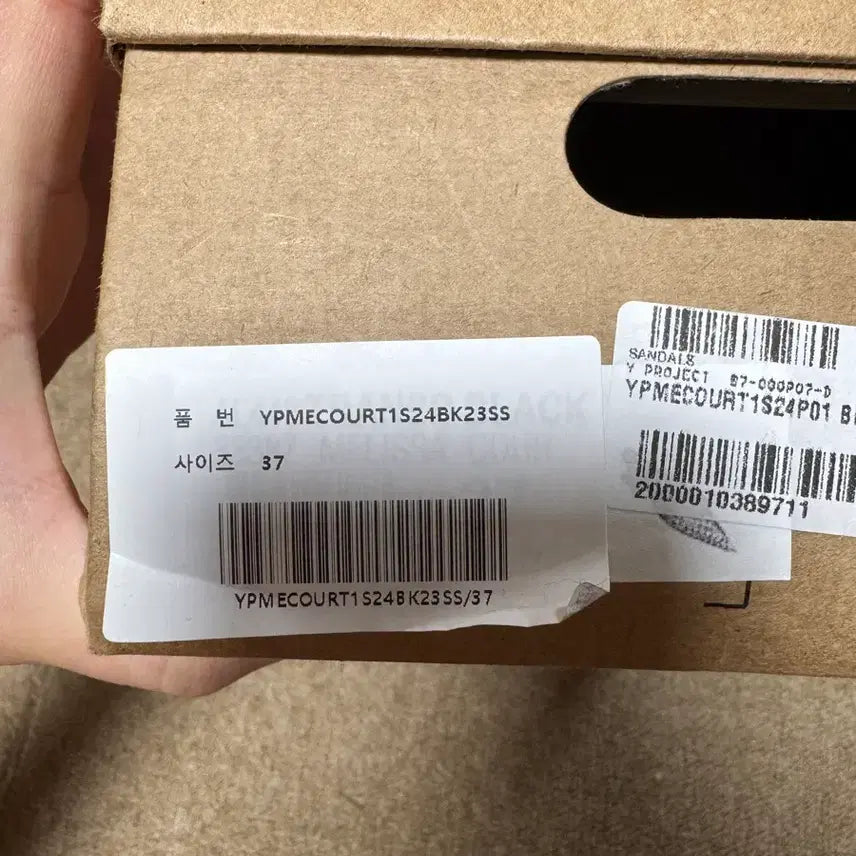 품 번 YPMECOURT1S24BK23SS
사이즈 37
YPMECOURT1S24BK23SS/37
SANDALS
Y PROJECT
YPMECOURT1S24P01
2000010389711